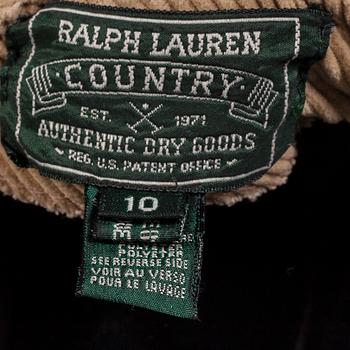 RALPH LAUREN
COUNTRY
EST. 1971
AUTHENTIC DRY GOODS
REG. U.S. PATENT OFFICE
10
POLYESTER
SEE REVERSE SIDE
VOIR AU VERSO
POUR LE LAVAGE